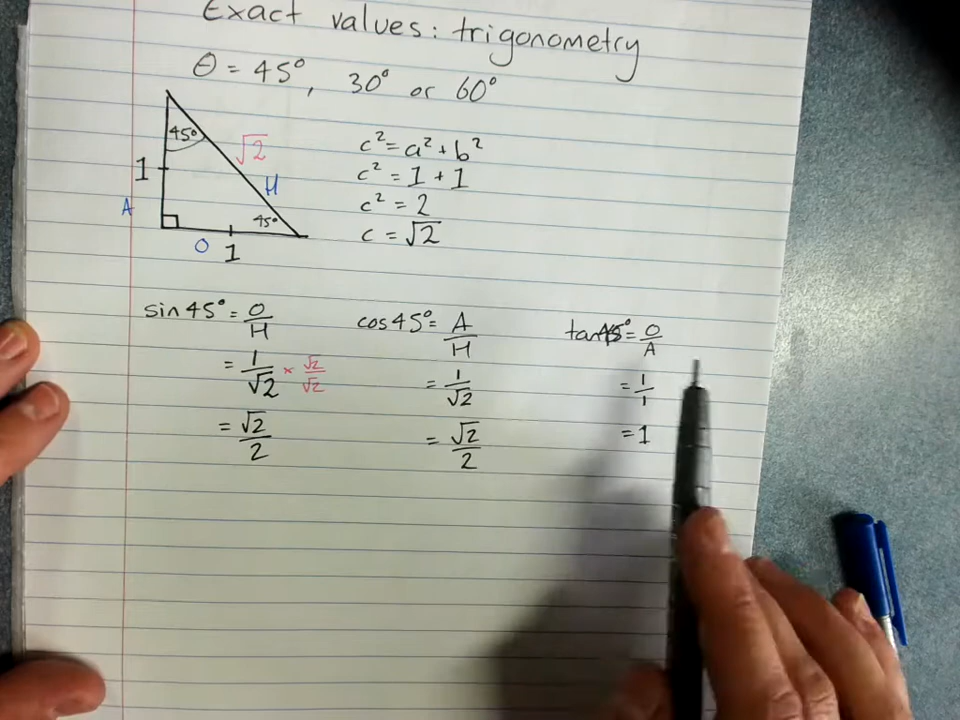 Exact values: trigonometry
θ = 45°, 30° or 60°
45°
√2
1
H
A
45°
O
1
c² = a² + b²
c² = 1 + 1
c² = 2
c = √2
sin 45° = O/H
= 1/√2 × √2/√2
= √2/2
cos 45° = A/H
= 1/√2
= √2/2
tan 45° = O/A
= 1/1
= 1